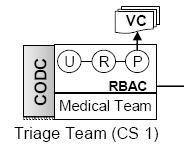 VC
CODC
U R P
RBAC
Medical Team
Triage Team (CS 1)